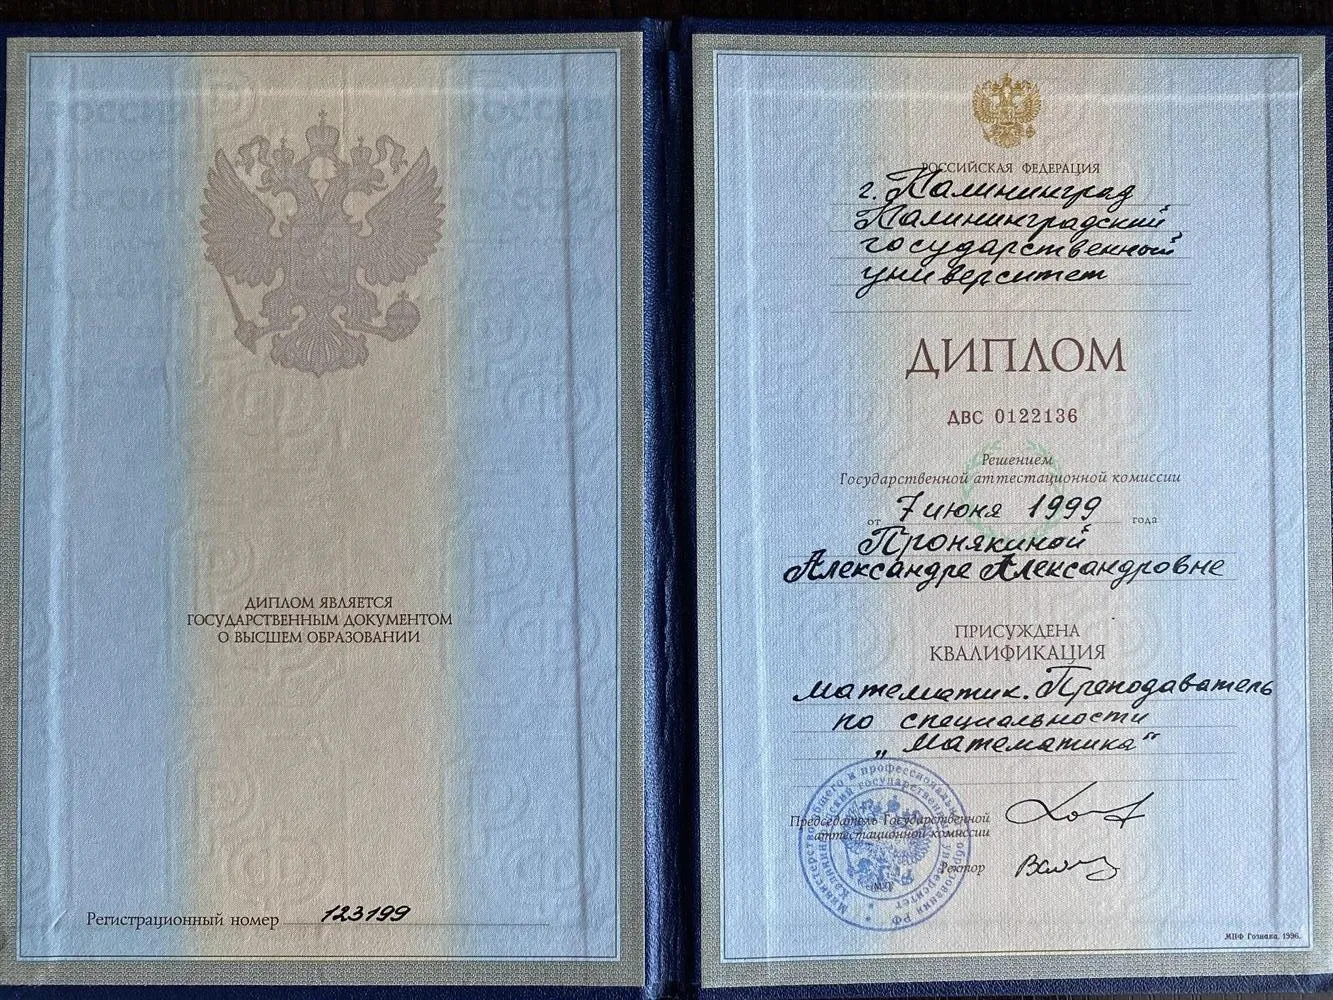 ДИПЛОМ ЯВЛЯЕТСЯ
ГОСУДАРСТВЕННЫМ ДОКУМЕНТОМ
О ВЫСШЕМ ОБРАЗОВАНИИ
Регистрационный номер 123199
РОССИЙСКАЯ ФЕДЕРАЦИЯ
г. Калининград
Калининградский
государственный
университет
ДИПЛОМ
ДВС 0122136
Решением
Государственной аттестационной комиссии
от 7 июня 1999 года
Пронякиной
Александре Александровне
ПРИСУЖДЕНА
КВАЛИФИКАЦИЯ
математик. Преподаватель
по специальности
„Математика“
Председатель Государственной
аттестационной комиссии
Ректор
МПФ Гознака. 1996.